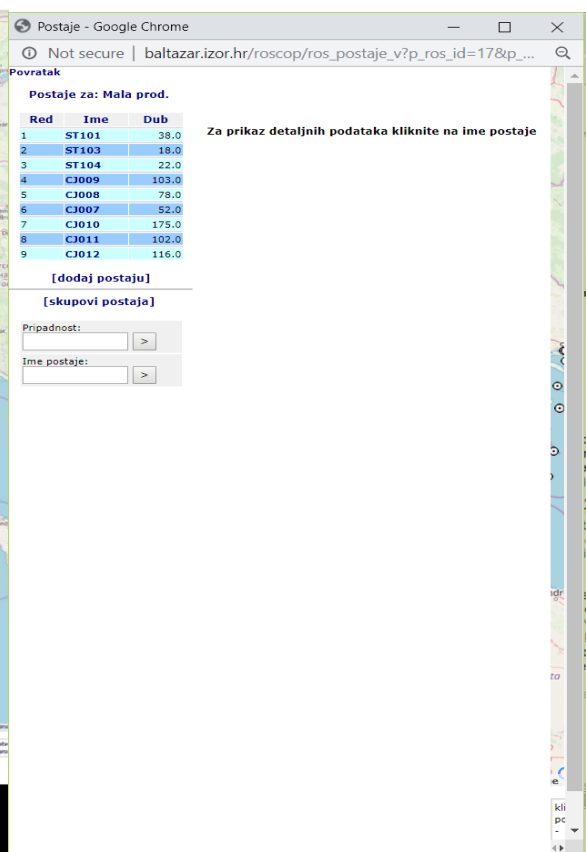 Postaje - Google Chrome
Not secure | baltazar.izor.hr/roscop/ros_postaje_v?p_ros_id=17&p_...
Povratak
Postaje za: Mala prod.
Red Ime Dub
1 ST101 38.0
2 ST103 18.0
3 ST104 22.0
4 CJ009 103.0
5 CJ008 78.0
6 CJ007 52.0
7 CJ010 175.0
8 CJ011 102.0
9 CJ012 116.0
Za prikaz detaljnih podataka kliknite na ime postaje
[dodaj postaju]
[skupovi postaja]
Pripadnost:
>
Ime postaje:
>
kli